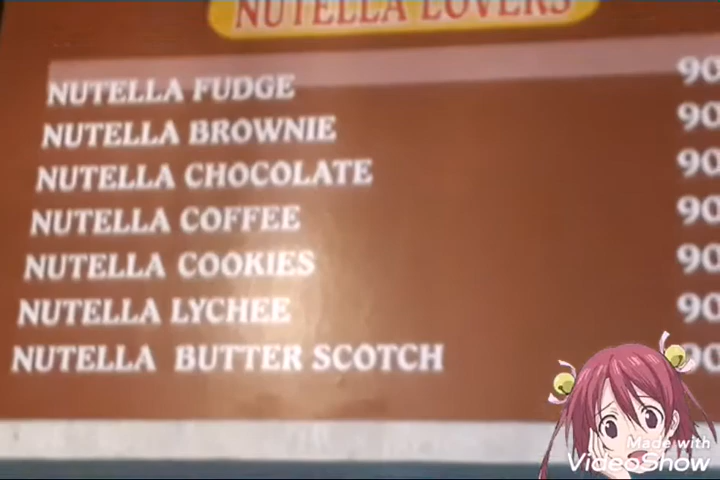 NUTELLA LOVERS
NUTELLA FUDGE 90
NUTELLA BROWNIE 90
NUTELLA CHOCOLATE 90
NUTELLA COFFEE 90
NUTELLA COOKIES 90
NUTELLA LYCHEE 90
NUTELLA BUTTER SCOTCH 90
Made with
VideoShow